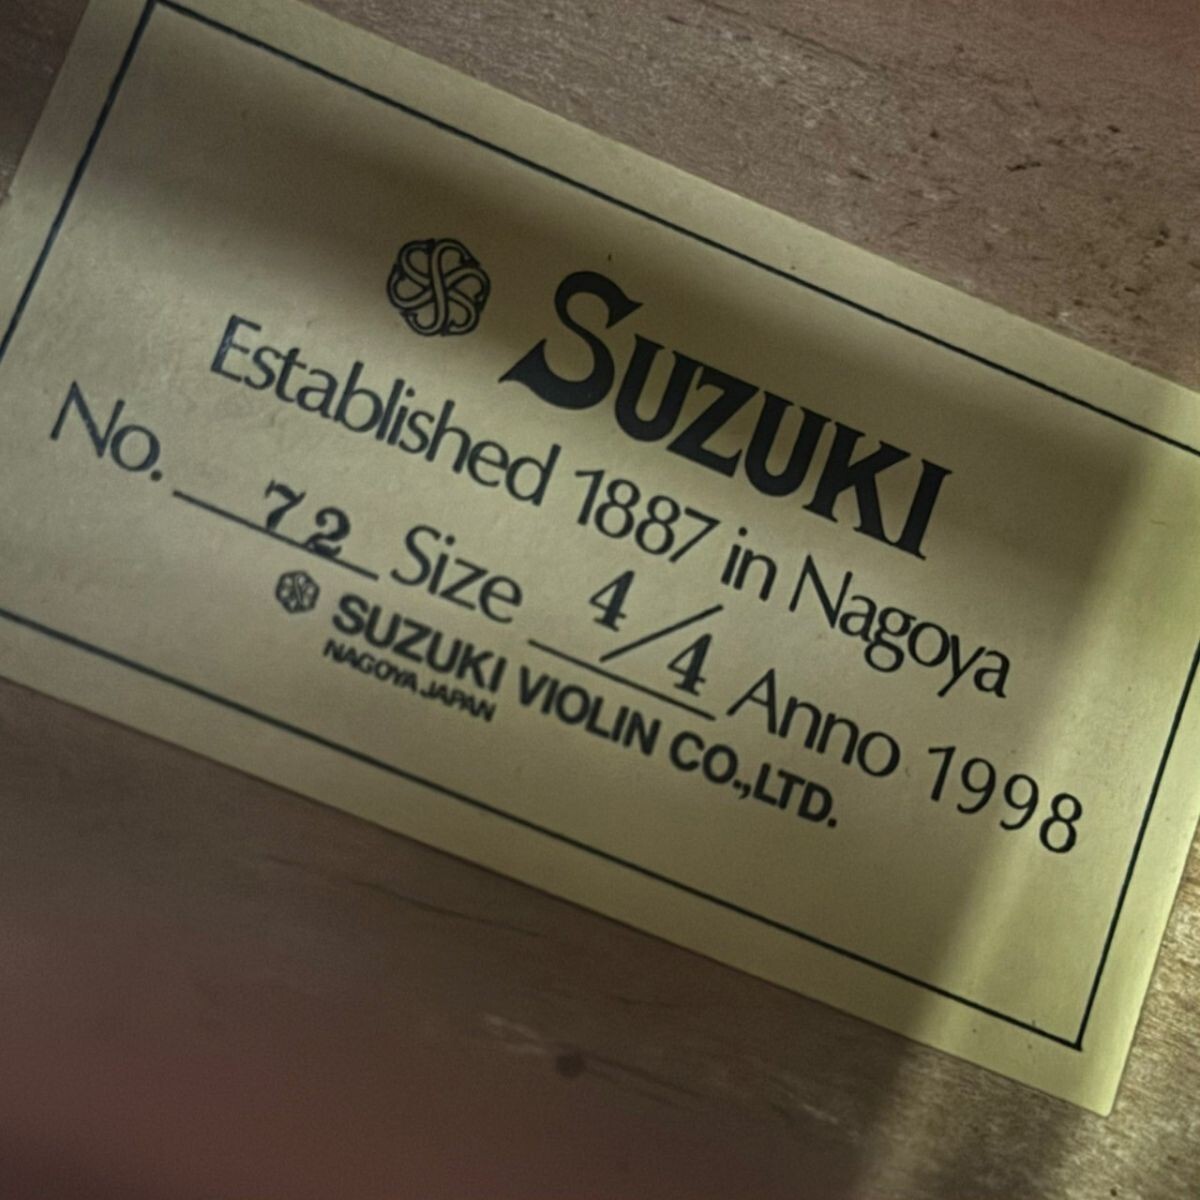 SUZUKI
Established 1887 in Nagoya
No. 72 Size 4/4 Anno 1998
SUZUKI VIOLIN CO.,LTD.
NAGOYA JAPAN